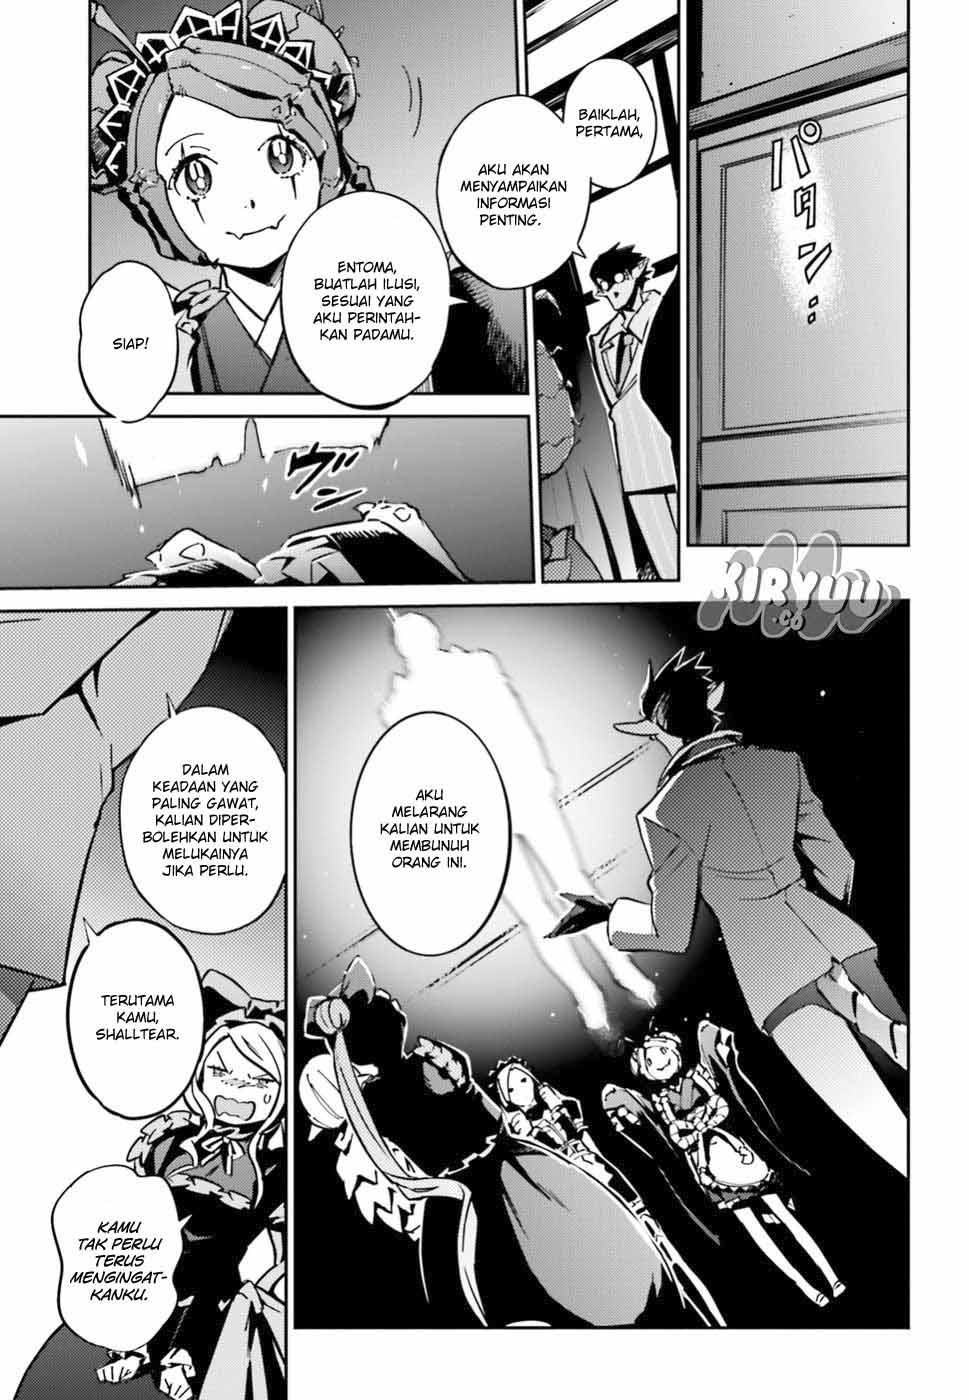 パタン・・
BAIKLAH,
PERTAMA,
AKU AKAN
MENYAMPAIKAN
INFORMASI
PENTING.
ENTOMA,
BUATLAH ILUSI,
SESUAI YANG
AKU PERINTAH-
KAN PADAMU.
SIAP!
ヴン
KIRYUU
.CO
AKU
MELARANG
KALIAN UNTUK
MEMBUNUH
ORANG INI.
DALAM
KEADAAN YANG
PALING GAWAT,
KALIAN DIPER-
BOLEHKAN UNTUK
MELUKAINYA
JIKA PERLU.
TERUTAMA
KAMU,
SHALLTEAR.
KAMU
TAK PERLU
TERUS
MENGINGAT-
KANKU.